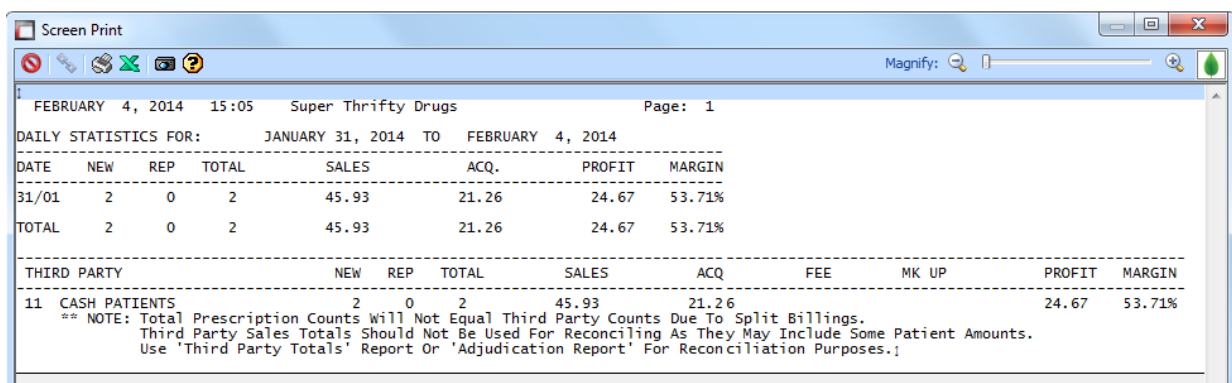 Screen Print
Magnify:
FEBRUARY 4, 2014 15:05 Super Thrifty Drugs Page: 1
DAILY STATISTICS FOR: JANUARY 31, 2014 TO FEBRUARY 4, 2014
DATE NEW REP TOTAL SALES ACQ. PROFIT MARGIN
31/01 2 0 2 45.93 21.26 24.67 53.71%
TOTAL 2 0 2 45.93 21.26 24.67 53.71%
THIRD PARTY NEW REP TOTAL SALES ACQ FEE MK UP PROFIT MARGIN
11 CASH PATIENTS 2 0 2 45.93 21.26 24.67 53.71%
** NOTE: Total Prescription Counts Will Not Equal Third Party Counts Due To Split Billings.
Third Party Sales Totals Should Not Be Used For Reconciling As They May Include Some Patient Amounts.
Use 'Third Party Totals' Report Or 'Adjudication Report' For Reconciliation Purposes.